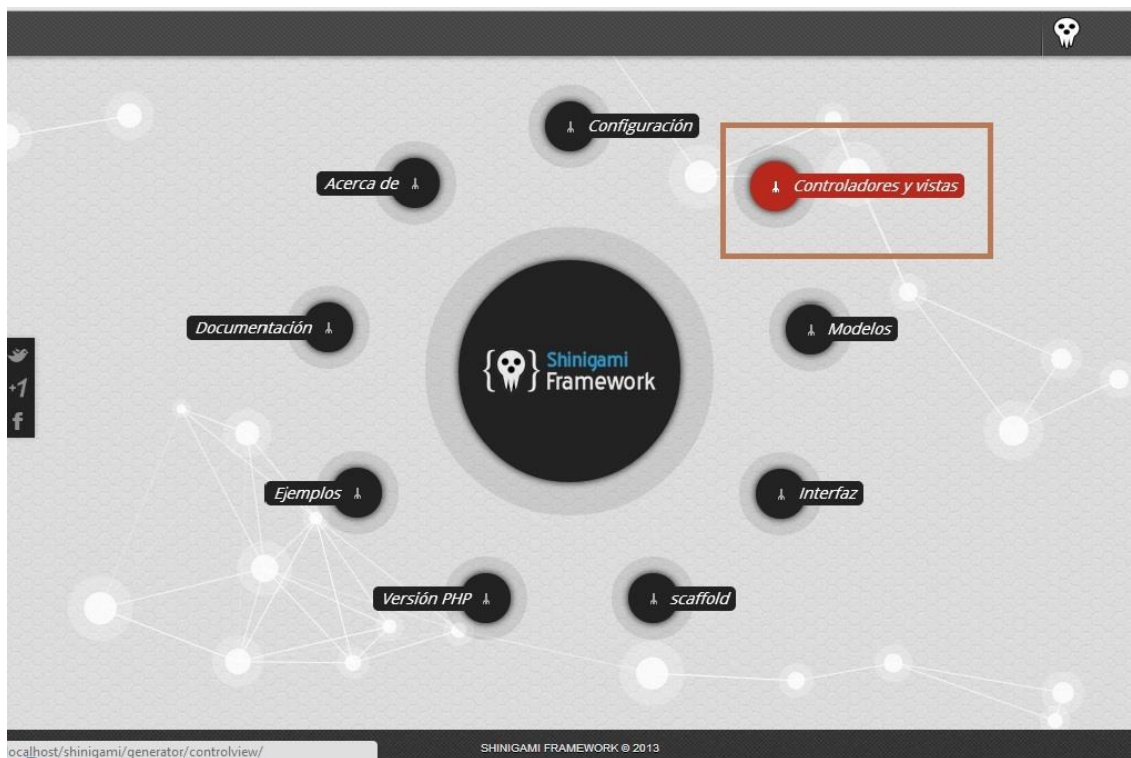 Configuración
Acerca de
Controladores y vistas
Documentación
Modelos
{ } Shinigami
Framework
+1
f
Ejemplos
Interfaz
Versión PHP
scaffold
ocalhost/shinigami/generator/controlview/
SHINIGAMI FRAMEWORK © 2013